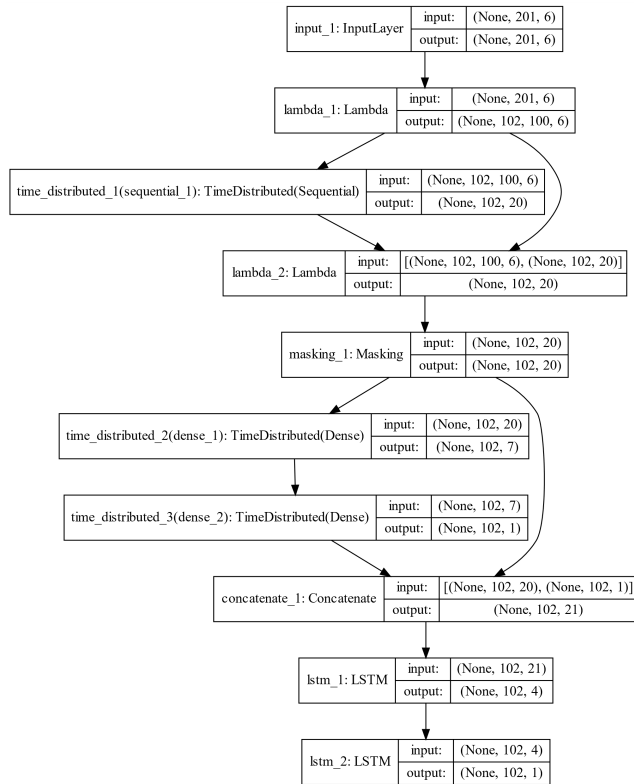 input_1: InputLayer
input: (None, 201, 6)
output: (None, 201, 6)
lambda_1: Lambda
input: (None, 201, 6)
output: (None, 102, 100, 6)
time_distributed_1(sequential_1): TimeDistributed(Sequential)
input: (None, 102, 100, 6)
output: (None, 102, 20)
lambda_2: Lambda
input: [(None, 102, 100, 6), (None, 102, 20)]
output: (None, 102, 20)
masking_1: Masking
input: (None, 102, 20)
output: (None, 102, 20)
time_distributed_2(dense_1): TimeDistributed(Dense)
input: (None, 102, 20)
output: (None, 102, 7)
time_distributed_3(dense_2): TimeDistributed(Dense)
input: (None, 102, 7)
output: (None, 102, 1)
concatenate_1: Concatenate
input: [(None, 102, 20), (None, 102, 1)]
output: (None, 102, 21)
lstm_1: LSTM
input: (None, 102, 21)
output: (None, 102, 4)
lstm_2: LSTM
input: (None, 102, 4)
output: (None, 102, 1)